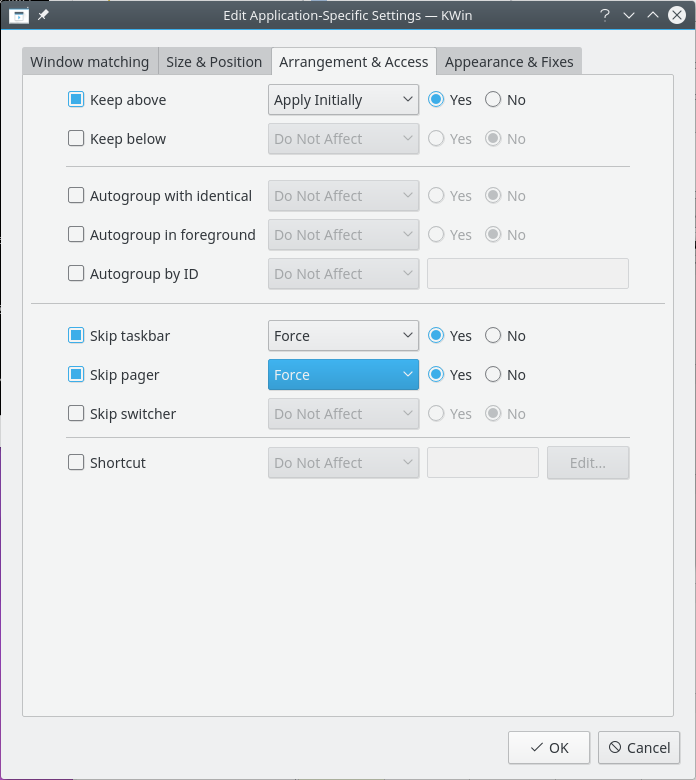 Edit Application-Specific Settings — KWin
Window matching Size & Position Arrangement & Access Appearance & Fixes
Keep above Apply Initially Yes No
Keep below Do Not Affect Yes No
Autogroup with identical Do Not Affect Yes No
Autogroup in foreground Do Not Affect Yes No
Autogroup by ID Do Not Affect
Skip taskbar Force Yes No
Skip pager Force Yes No
Skip switcher Do Not Affect Yes No
Shortcut Do Not Affect Edit...
OK Cancel